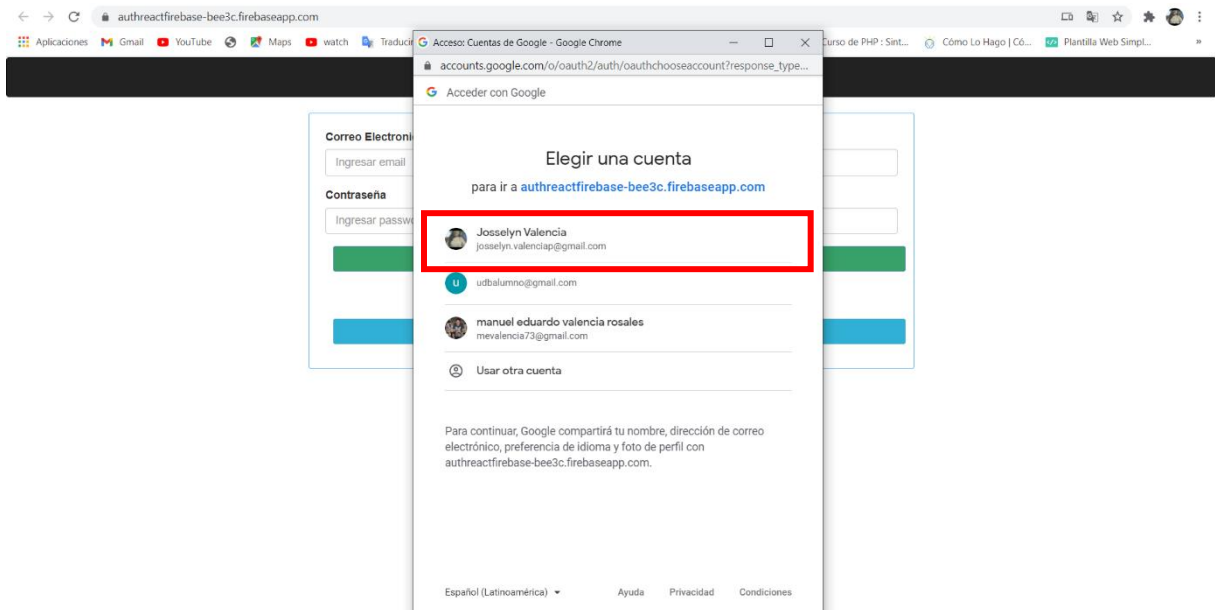 authreactfirebase-bee3c.firebaseapp.com
Aplicaciones Gmail YouTube Maps watch Traducir
Curso de PHP : Sint... Cómo Lo Hago | Có... Plantilla Web Simpl... »
Acceso: Cuentas de Google - Google Chrome
accounts.google.com/o/oauth2/auth/oauthchooseaccount?response_type...
Acceder con Google
Correo Electroni
Ingresar email
Contraseña
Ingresar passwo
Elegir una cuenta
para ir a authreactfirebase-bee3c.firebaseapp.com
Josselyn Valencia
josselyn.valenciap@gmail.com
U
udbalumno@gmail.com
manuel eduardo valencia rosales
mevalencia73@gmail.com
Usar otra cuenta
Para continuar, Google compartirá tu nombre, dirección de correo
electrónico, preferencia de idioma y foto de perfil con
authreactfirebase-bee3c.firebaseapp.com.
Español (Latinoamérica) Ayuda Privacidad Condiciones